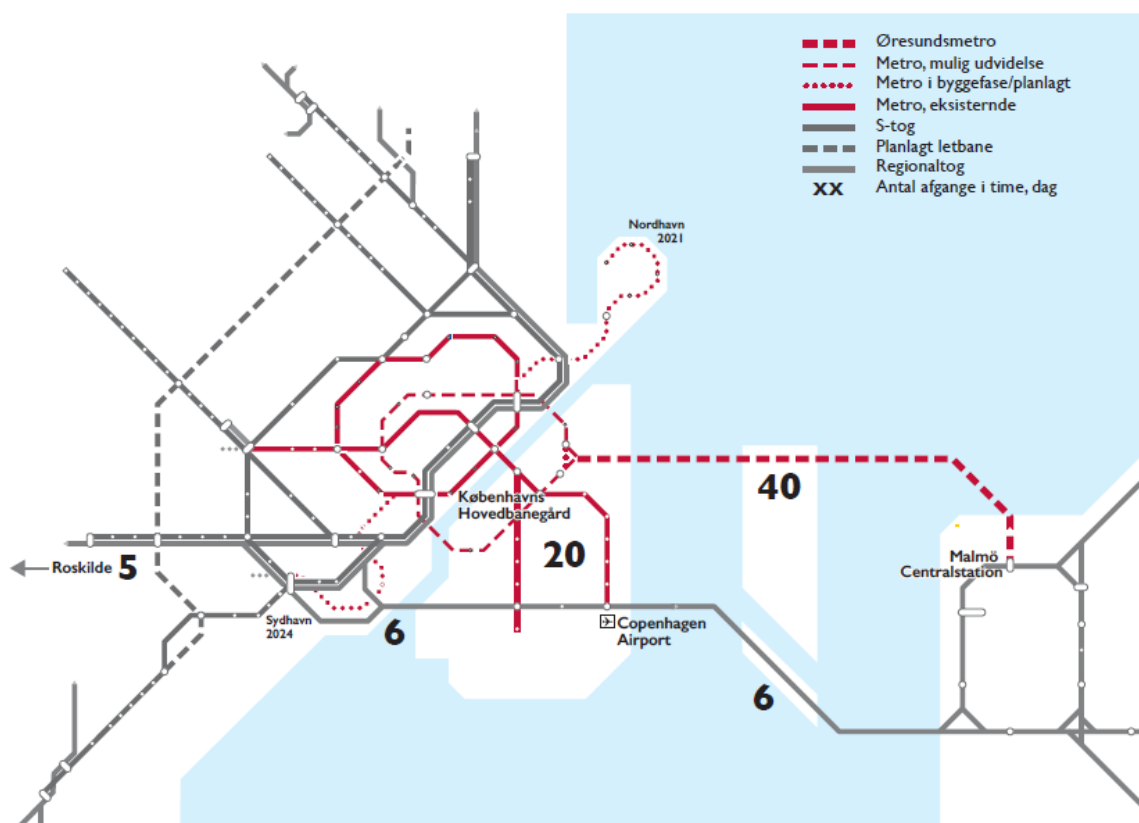 Øresundsmetro
Metro, mulig udvidelse
Metro i byggefase/planlagt
Metro, eksisternde
S-tog
Planlagt letbane
Regionaltog
XX Antal afgange i time, dag
Nordhavn
2021
40
Københavns
Hovedbanegård
20
Malmö
Centralstation
Roskilde 5
Sydhavn
2024
6
Copenhagen
Airport
6